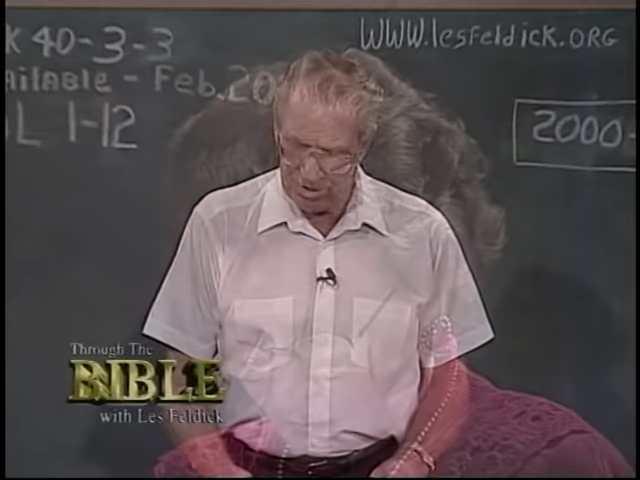 K 40-3-3
WWW.lesfeldick.ORG
ailable - Feb.20
L 1-12
2000-
Through The
BIBLE
with Les Feldick